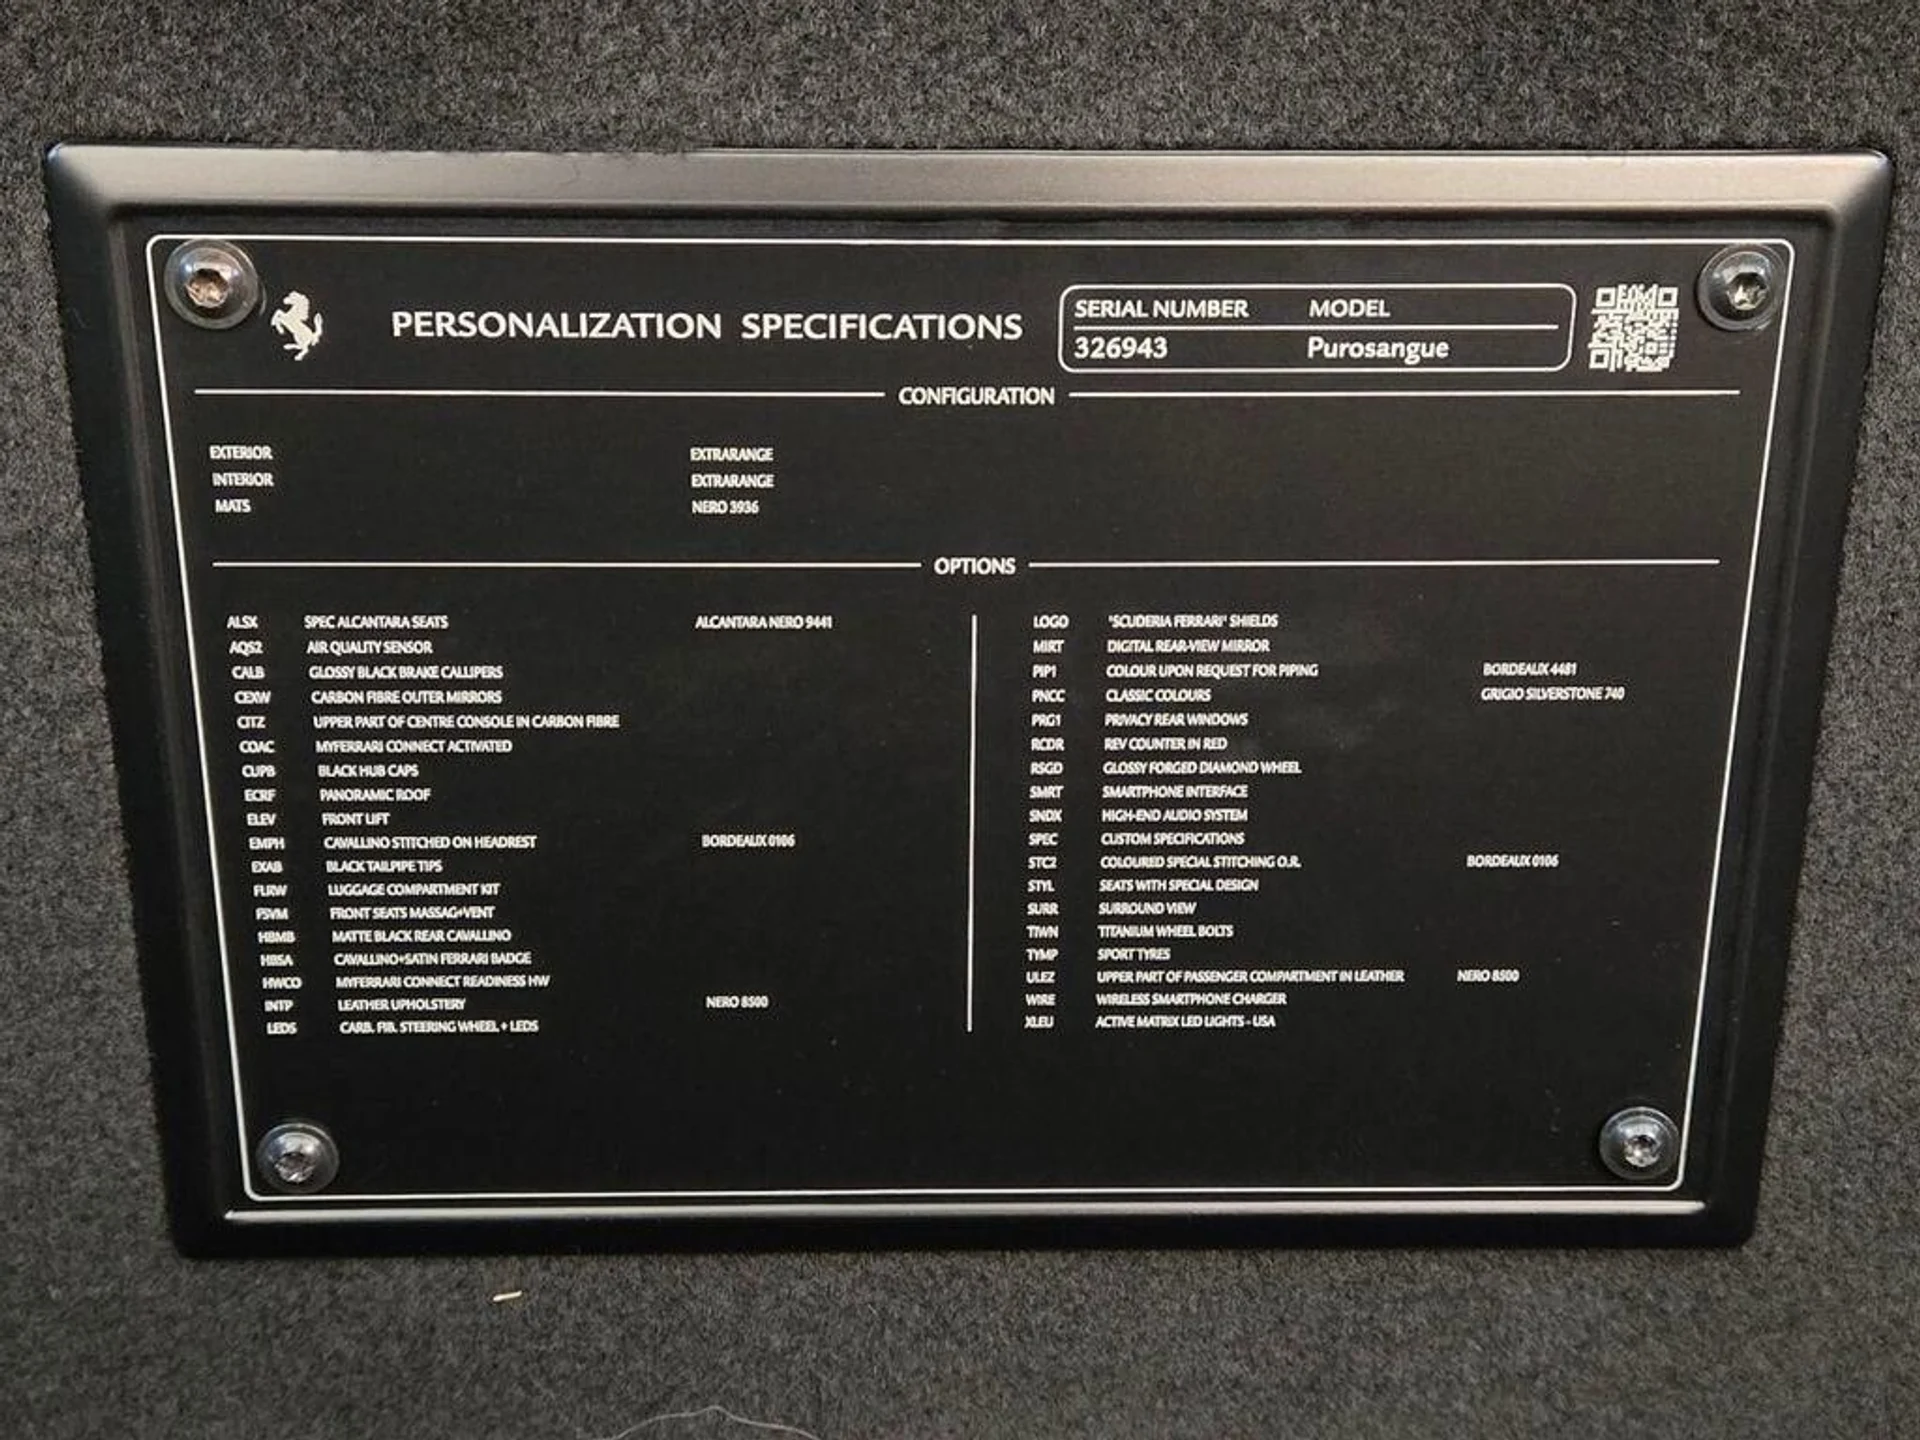 PERSONALIZATION SPECIFICATIONS
SERIAL NUMBER MODEL
326943 Purosangue
CONFIGURATION
EXTERIOR EXTRARANGE
INTERIOR EXTRARANGE
MATS NERO 3936
OPTIONS
ALSX SPEC ALCANTARA SEATS ALCANTARA NERO 9441
AQS2 AIR QUALITY SENSOR
CALB GLOSSY BLACK BRAKE CALLIPERS
CEXW CARBON FIBRE OUTER MIRRORS
CITZ UPPER PART OF CENTRE CONSOLE IN CARBON FIBRE
COAC MYFERRARI CONNECT ACTIVATED
CUPB BLACK HUB CAPS
ECRF PANORAMIC ROOF
ELEV FRONT LIFT
EMPH CAVALLINO STITCHED ON HEADREST BORDEAUX 0106
EXAB BLACK TAILPIPE TIPS
FLRW LUGGAGE COMPARTMENT KIT
FSVM FRONT SEATS MASSAG+VENT
HBMB MATTE BLACK REAR CAVALLINO
HBSA CAVALLINO+SATIN FERRARI BADGE
HWCO MYFERRARI CONNECT READINESS HW
INTP LEATHER UPHOLSTERY NERO 8500
LEDS CARB. FIB. STEERING WHEEL + LEDS
LOGO "SCUDERIA FERRARI" SHIELDS
MIRT DIGITAL REAR-VIEW MIRROR
PIP1 COLOUR UPON REQUEST FOR PIPING BORDEAUX 4481
PNCC CLASSIC COLOURS GRIGIO SILVERSTONE 740
PRG1 PRIVACY REAR WINDOWS
RCDR REV COUNTER IN RED
RSGD GLOSSY FORGED DIAMOND WHEEL
SMRT SMARTPHONE INTERFACE
SNDX HIGH-END AUDIO SYSTEM
SPEC CUSTOM SPECIFICATIONS
STC2 COLOURED SPECIAL STITCHING O.R. BORDEAUX 0106
STYL SEATS WITH SPECIAL DESIGN
SURR SURROUND VIEW
TIWN TITANIUM WHEEL BOLTS
TYMP SPORT TYRES
ULEZ UPPER PART OF PASSENGER COMPARTMENT IN LEATHER NERO 8500
WIRE WIRELESS SMARTPHONE CHARGER
XLEU ACTIVE MATRIX LED LIGHTS - USA